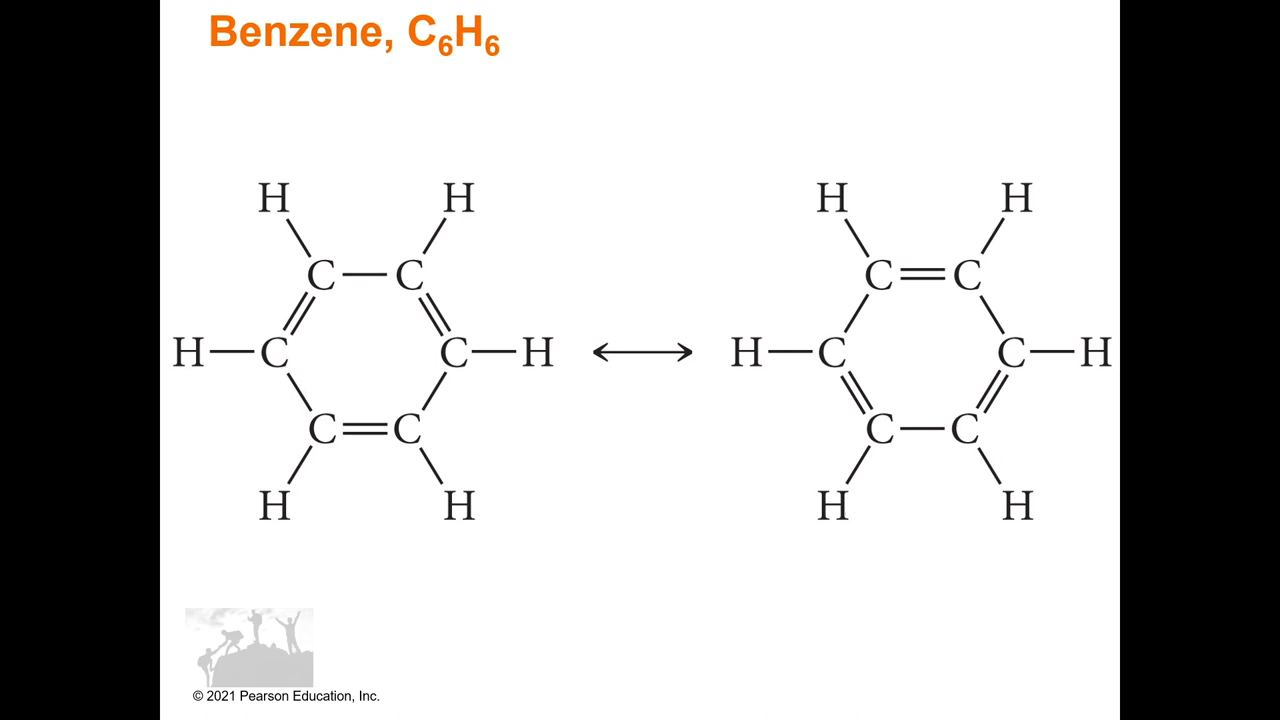 Benzene, C₆H₆
H H H H
C C C C
H C C H H C C H
C C C C
H H H H
© 2021 Pearson Education, Inc.